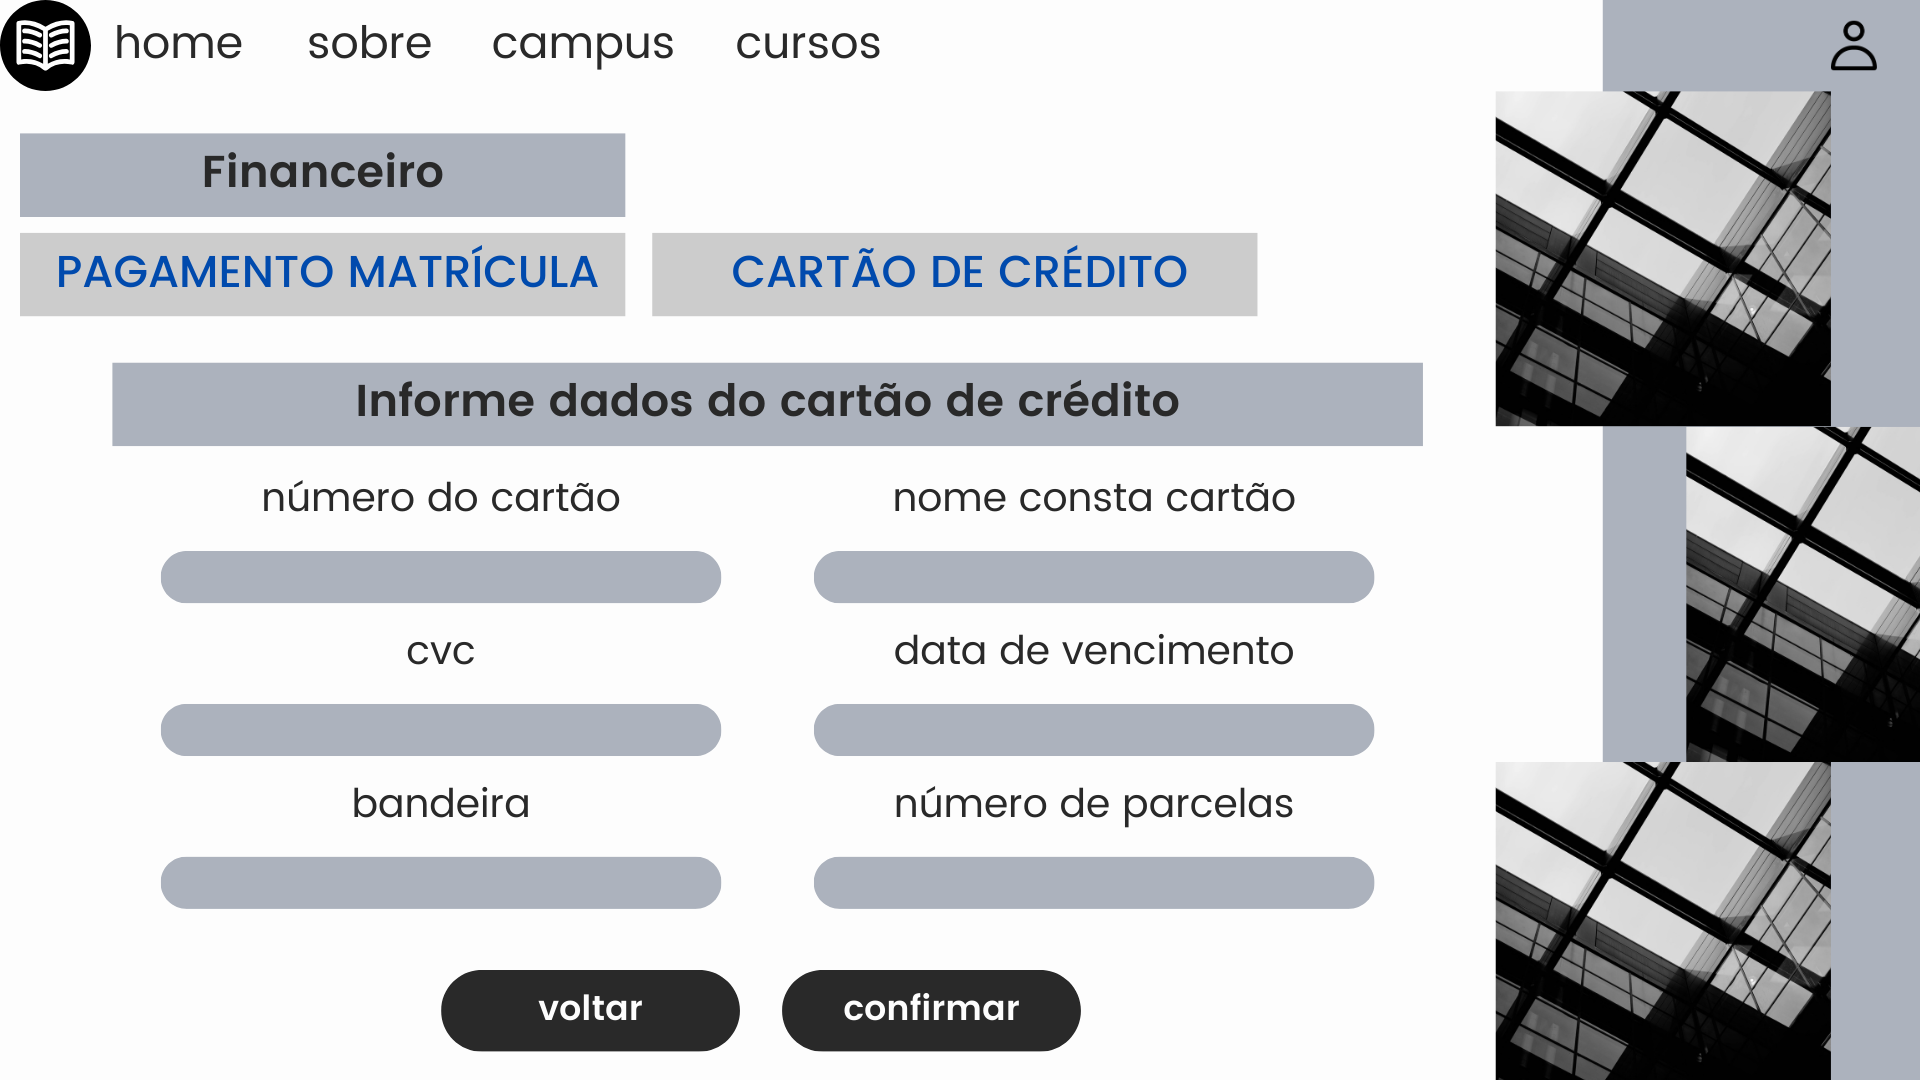 home sobre campus cursos
Financeiro
PAGAMENTO MATRÍCULA CARTÃO DE CRÉDITO
Informe dados do cartão de crédito
número do cartão nome consta cartão
cvc data de vencimento
bandeira número de parcelas
voltar confirmar